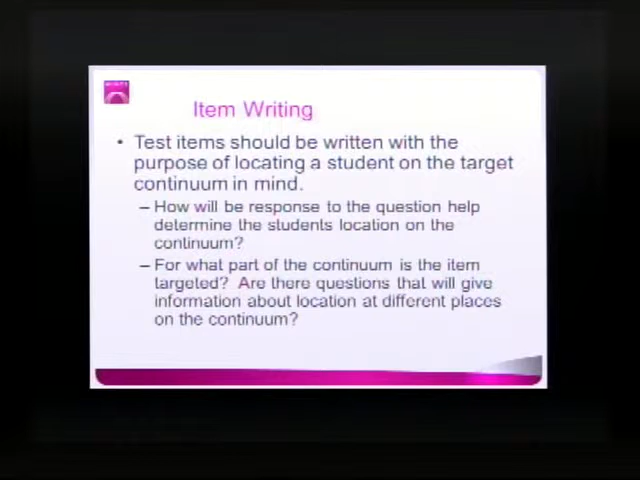 Item Writing
• Test items should be written with the
purpose of locating a student on the target
continuum in mind.
– How will be response to the question help
determine the students location on the
continuum?
– For what part of the continuum is the item
targeted? Are there questions that will give
information about location at different places
on the continuum?